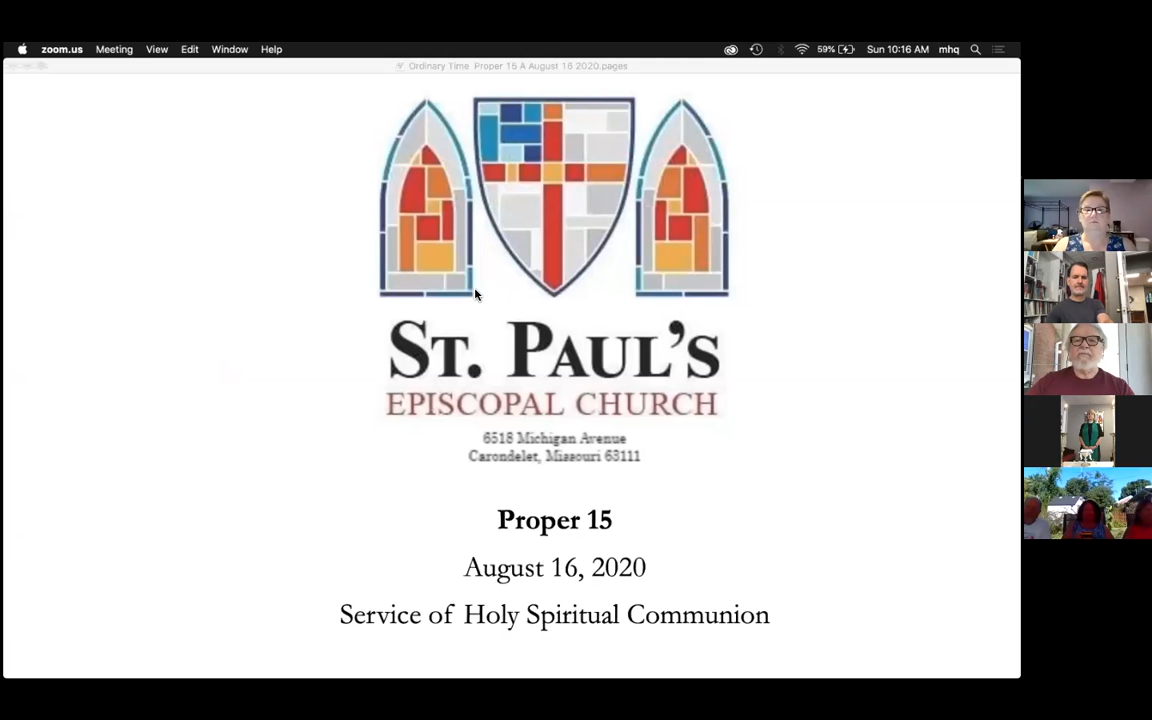 zoom.us Meeting View Edit Window Help 59% Sun 10:16 AM mhq
Ordinary Time Proper 15 A August 16 2020.pages
ST. PAUL'S
EPISCOPAL CHURCH
6518 Michigan Avenue
Carondelet, Missouri 63111
Proper 15
August 16, 2020
Service of Holy Spiritual Communion